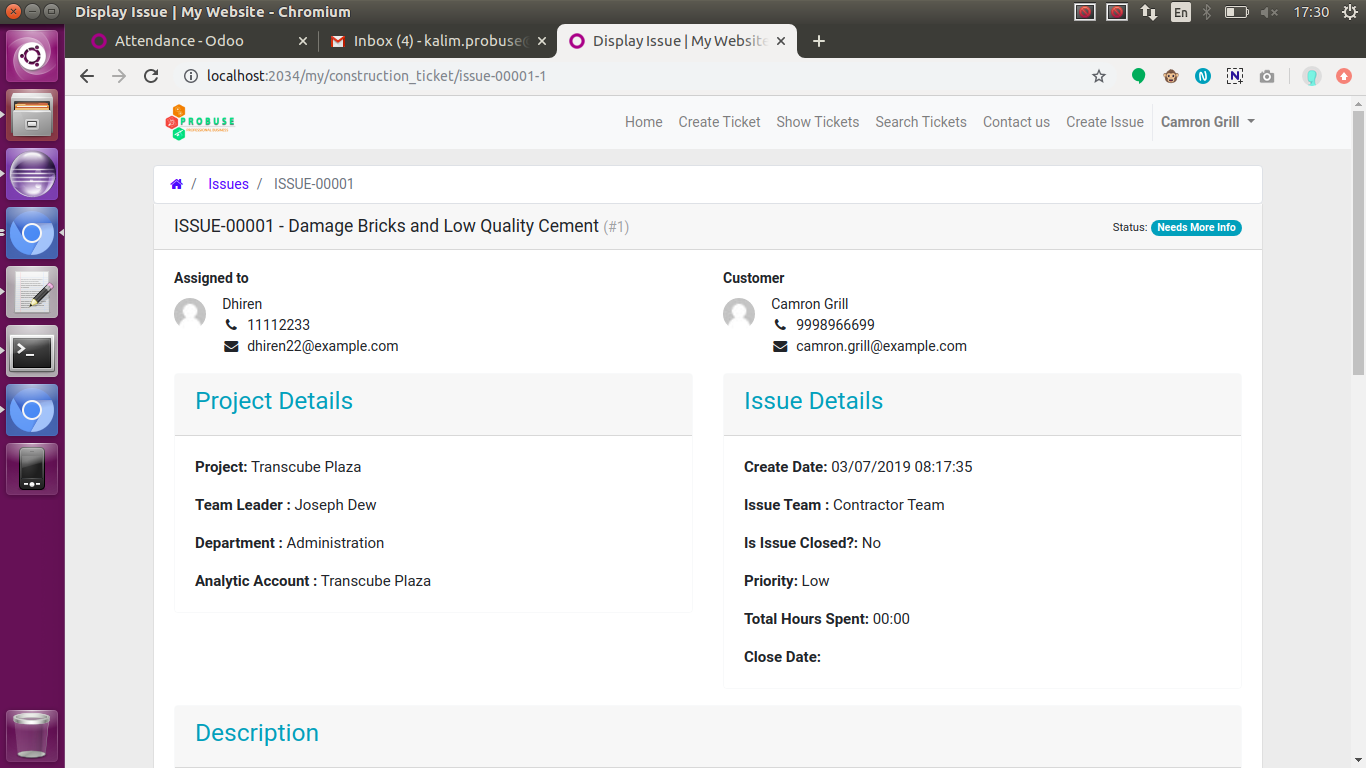 Display Issue | My Website - Chromium
En
17:30
Attendance - Odoo
Inbox (4) - kalim.probuse@
Display Issue | My Website
localhost:2034/my/construction_ticket/issue-00001-1
PROBUSE
Home
Create Ticket
Show Tickets
Search Tickets
Contact us
Create Issue
Camron Grill
/ Issues / ISSUE-00001
ISSUE-00001 - Damage Bricks and Low Quality Cement (#1)
Status: Needs More Info
Assigned to
Dhiren
11112233
dhiren22@example.com
Customer
Camron Grill
9998966699
camron.grill@example.com
Project Details
Project: Transcube Plaza
Team Leader : Joseph Dew
Department : Administration
Analytic Account : Transcube Plaza
Issue Details
Create Date: 03/07/2019 08:17:35
Issue Team : Contractor Team
Is Issue Closed?: No
Priority: Low
Total Hours Spent: 00:00
Close Date:
Description